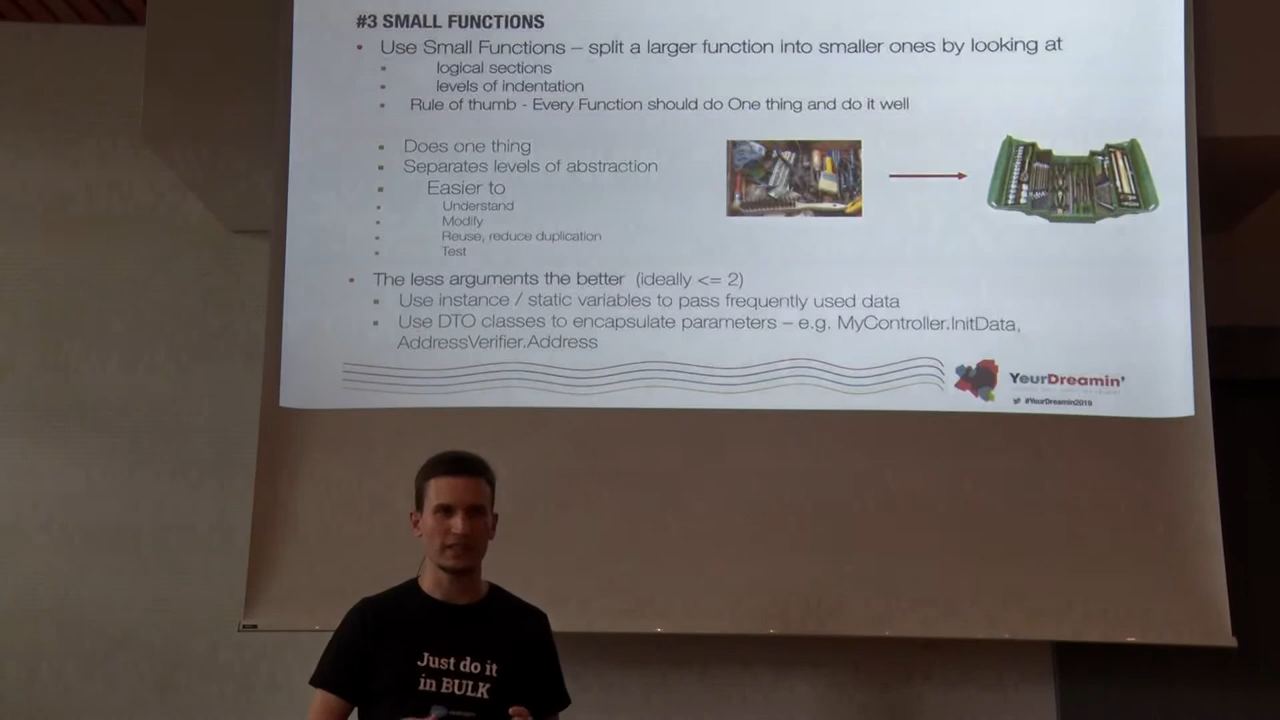 #3 SMALL FUNCTIONS
Use Small Functions – split a larger function into smaller ones by looking at
logical sections
levels of indentation
Rule of thumb - Every Function should do One thing and do it well
Does one thing
Separates levels of abstraction
Easier to
Understand
Modify
Reuse, reduce duplication
Test
The less arguments the better (ideally <= 2)
Use instance / static variables to pass frequently used data
Use DTO classes to encapsulate parameters – e.g. MyController.InitData,
AddressVerifier.Address
YeurDreamin'
#YeurDreamin2019
Just do it
in BULK